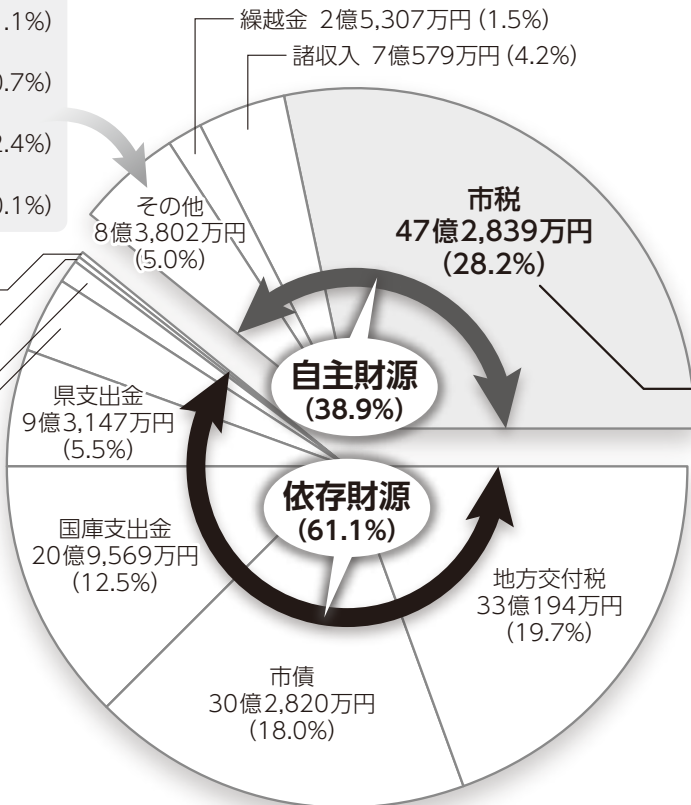 .1%)
0.7%)
2.4%)
0.1%)
繰越金 2億5,307万円 (1.5%)
諸収入 7億579万円 (4.2%)
その他
8億3,802万円
(5.0%)
市税
47億2,839万円
(28.2%)
自主財源
(38.9%)
依存財源
(61.1%)
県支出金
9億3,147万円
(5.5%)
国庫支出金
20億9,569万円
(12.5%)
市債
30億2,820万円
(18.0%)
地方交付税
33億194万円
(19.7%)